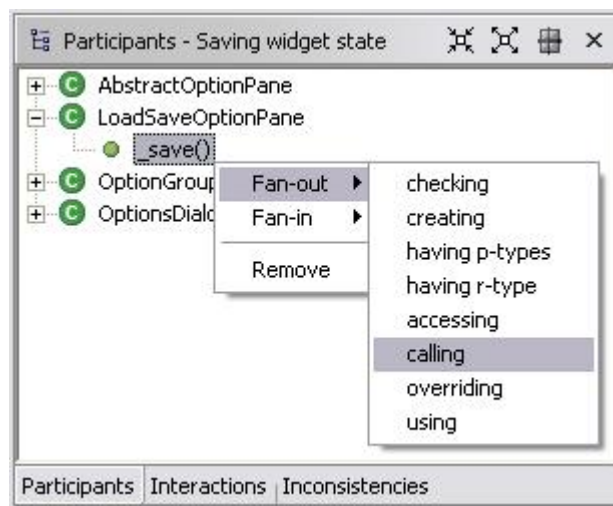 Participants - Saving widget state
C AbstractOptionPane
C LoadSaveOptionPane
_save()
C OptionGroup
C OptionsDialo
Fan-out
Fan-in
Remove
checking
creating
having p-types
having r-type
accessing
calling
overriding
using
Participants Interactions Inconsistencies